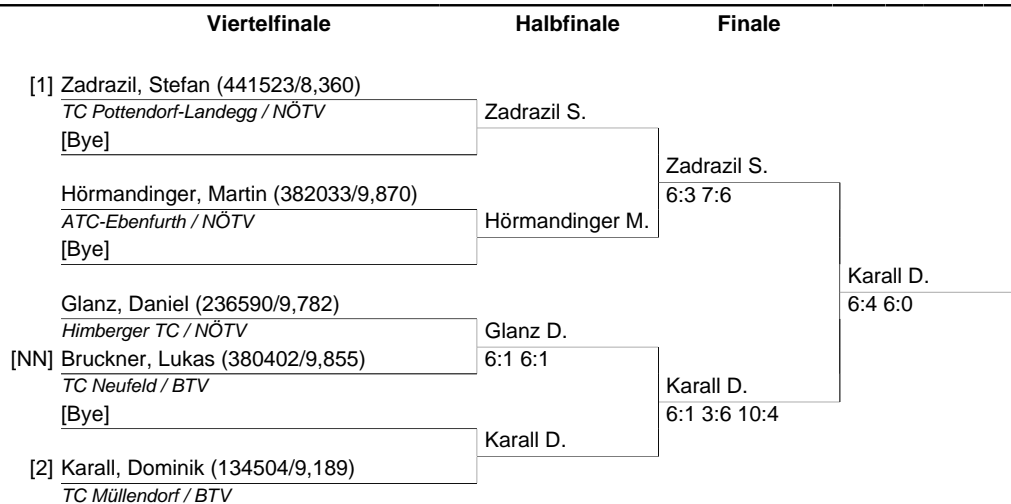 Viertelfinale Halbfinale Finale
[1] Zadrazil, Stefan (441523/8,360)
TC Pottendorf-Landegg / NÖTV Zadrazil S.
[Bye]
Zadrazil S.
Hörmandinger, Martin (382033/9,870) 6:3 7:6
ATC-Ebenfurth / NÖTV Hörmandinger M.
[Bye]
Karall D.
Glanz, Daniel (236590/9,782) 6:4 6:0
Himberger TC / NÖTV Glanz D.
[NN] Bruckner, Lukas (380402/9,855) 6:1 6:1
TC Neufeld / BTV Karall D.
[Bye] 6:1 3:6 10:4
Karall D.
[2] Karall, Dominik (134504/9,189)
TC Müllendorf / BTV